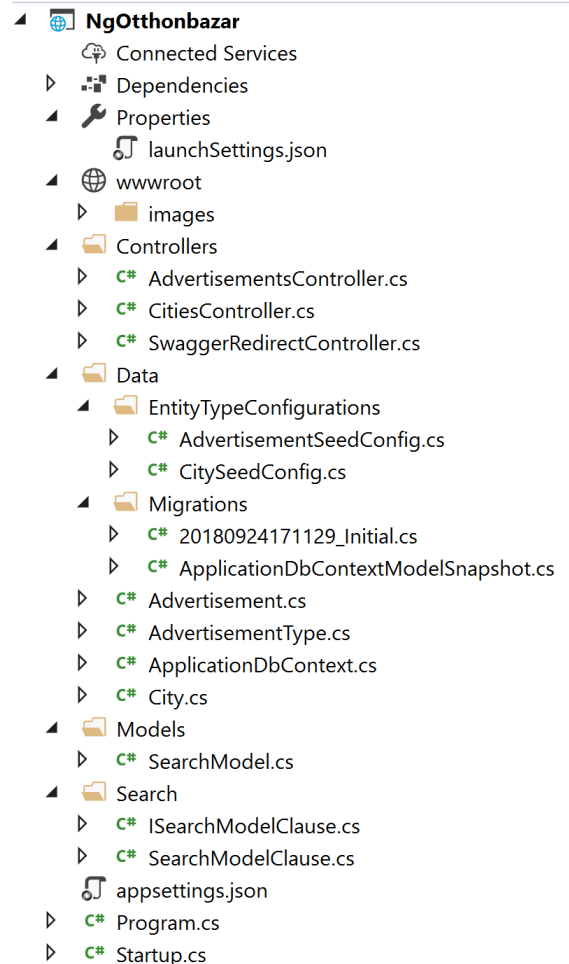 NgOtthonbazar
Connected Services
Dependencies
Properties
launchSettings.json
wwwroot
images
Controllers
C# AdvertisementsController.cs
C# CitiesController.cs
C# SwaggerRedirectController.cs
Data
EntityTypeConfigurations
C# AdvertisementSeedConfig.cs
C# CitySeedConfig.cs
Migrations
C# 20180924171129_Initial.cs
C# ApplicationDbContextModelSnapshot.cs
C# Advertisement.cs
C# AdvertisementType.cs
C# ApplicationDbContext.cs
C# City.cs
Models
C# SearchModel.cs
Search
C# ISearchModelClause.cs
C# SearchModelClause.cs
appsettings.json
C# Program.cs
C# Startup.cs